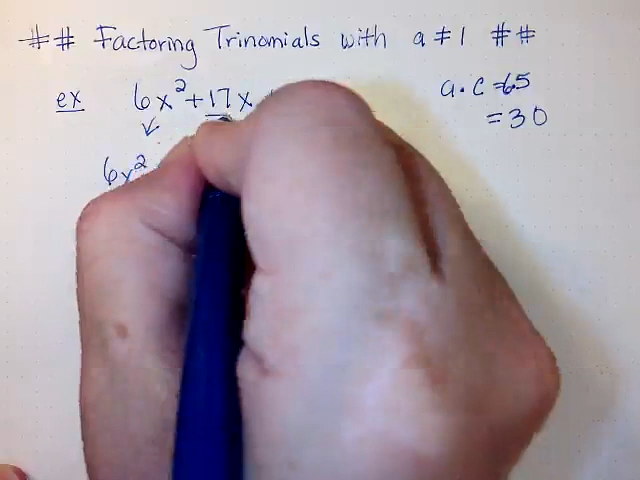 ## Factoring Trinomials with a ≠ 1 ##
ex 6x² + 17x
a · c = 6·5
= 30
6x²